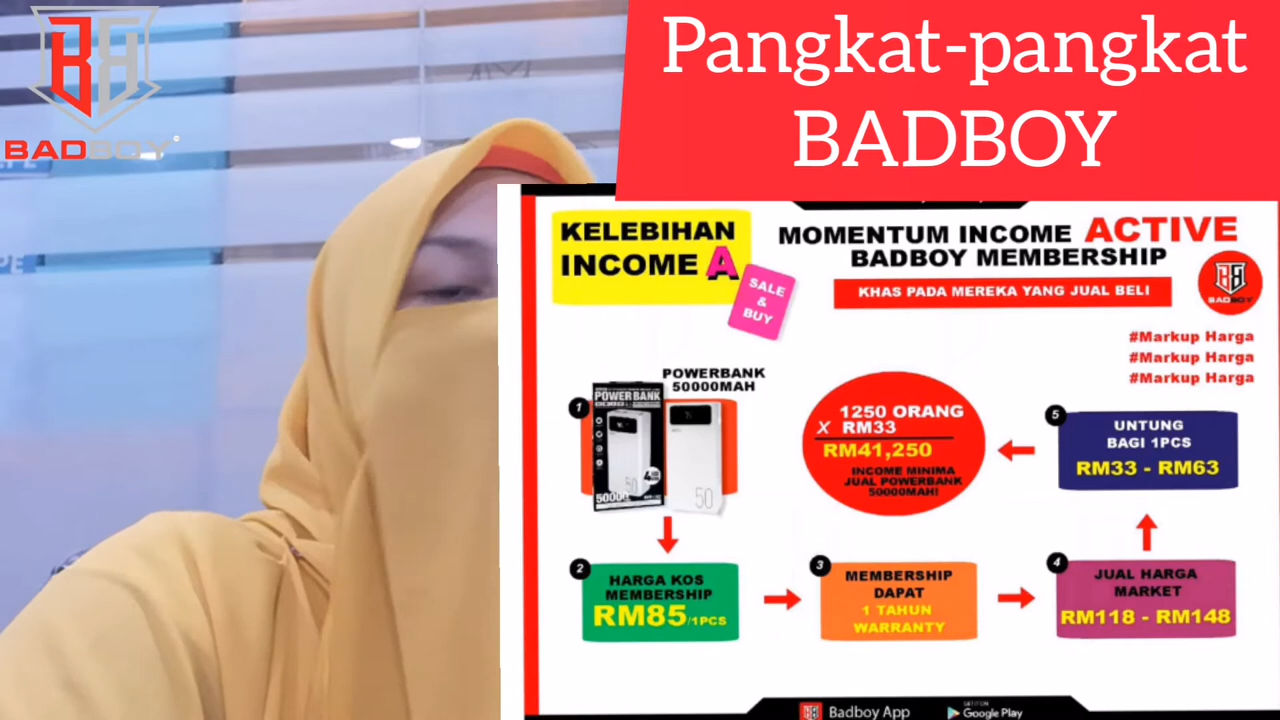 BADBOY
Pangkat-pangkat
BADBOY
KELEBIHAN
INCOME A
SALE
&
BUY
MOMENTUM INCOME ACTIVE
BADBOY MEMBERSHIP
KHAS PADA MEREKA YANG JUAL BELI
BADBOY
#Markup Harga
#Markup Harga
#Markup Harga
1
POWERBANK
50000MAH
POWER BANK
50
50000
50
1250 ORANG
X RM33
RM41,250
INCOME MINIMA
JUAL POWERBANK
50000MAH!
5
UNTUNG
BAGI 1PCS
RM33 - RM63
2
HARGA KOS
MEMBERSHIP
RM85/1PCS
3
MEMBERSHIP
DAPAT
1 TAHUN
WARRANTY
4
JUAL HARGA
MARKET
RM118 - RM148
Badboy App
GET IT ON
Google Play